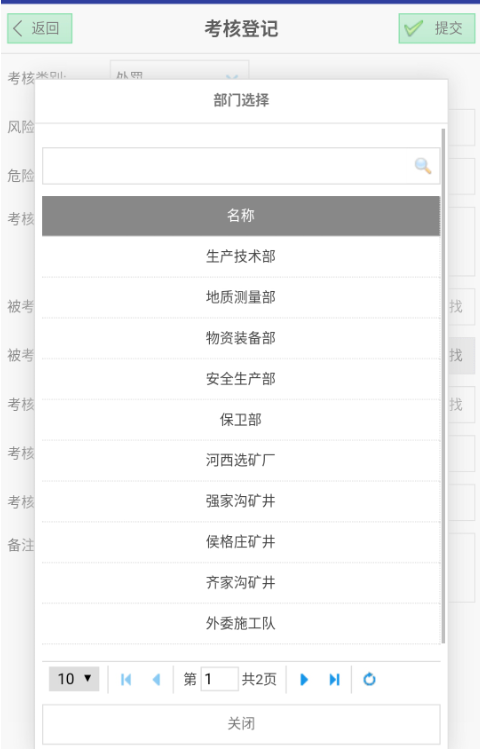 返回
考核登记
提交
考核类别:
外罚
部门选择
风险
危险
考核
名称
生产技术部
地质测量部
被考
找
物资装备部
被考
找
安全生产部
考核
找
保卫部
考核
河西选矿厂
考核
强家沟矿井
备注
侯格庄矿井
齐家沟矿井
外委施工队
10
第 1 共2页
关闭